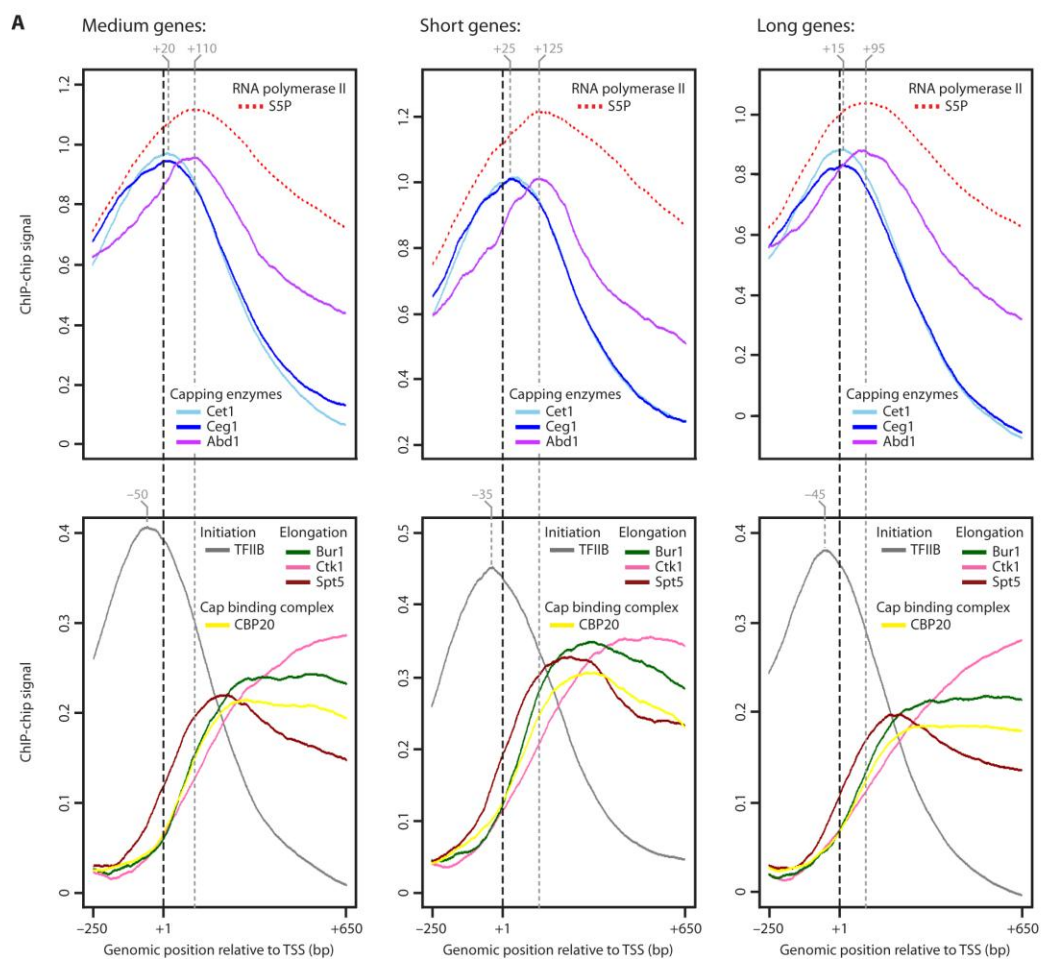 A
Medium genes:
Short genes:
Long genes:
+20 +110
+25 +125
+15 +95
ChIP-chip signal
1.2
1.0
0.8
0.6
0.4
0.2
0
RNA polymerase II
S5P
Capping enzymes
Cet1
Ceg1
Abd1
1.2
1.0
0.8
0.6
0.4
0.2
RNA polymerase II
S5P
Capping enzymes
Cet1
Ceg1
Abd1
1.0
0.8
0.6
0.4
0.2
0
RNA polymerase II
S5P
Capping enzymes
Cet1
Ceg1
Abd1
–50
–35
–45
ChIP-chip signal
0.4
0.3
0.2
0.1
0
Initiation Elongation
TFIIB Bur1
Ctk1
Spt5
Cap binding complex
CBP20
0.5
0.4
0.3
0.2
0.1
0
Initiation Elongation
TFIIB Bur1
Ctk1
Spt5
Cap binding complex
CBP20
0.4
0.3
0.2
0.1
0
Initiation Elongation
TFIIB Bur1
Ctk1
Spt5
Cap binding complex
CBP20
–250 +1 +650
Genomic position relative to TSS (bp)
–250 +1 +650
Genomic position relative to TSS (bp)
–250 +1 +650
Genomic position relative to TSS (bp)